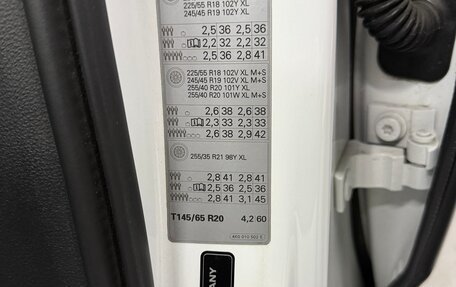 225/55 R18 102Y XL
245/45 R19 102Y XL
2,5 36 2,5 36
2,2 32 2,2 32
2,5 36 2,8 41
225/55 R18 102V XL M+S
245/45 R19 102V XL M+S
255/40 R20 101Y XL
255/40 R20 101W XL M+S
2,6 38 2,6 38
2,3 33 2,3 33
2,6 38 2,9 42
255/35 R21 98Y XL
2,8 41 2,8 41
2,5 36 2,5 36
2,8 41 3,1 45
T145/65 R20 4,2 60
4K0 010 502 E
ANY